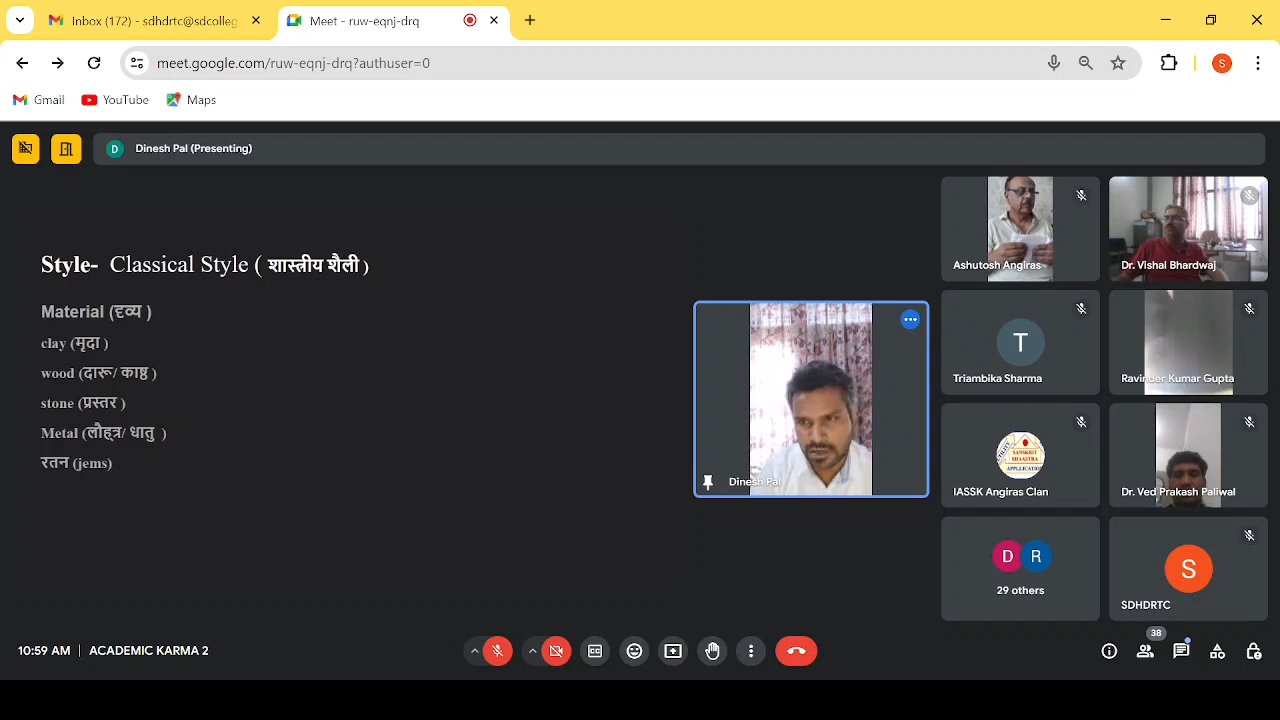 Inbox (172) - sdhdrtc@sdcolleg
Meet - ruw-eqnj-drq
meet.google.com/ruw-eqnj-drq?authuser=0
S
Gmail
YouTube
Maps
D Dinesh Pal (Presenting)
Style- Classical Style ( शास्त्रीय शैली )
Material (दृव्य )
clay (मृदा )
wood (दारू/ काष्ठ )
stone (प्रस्तर )
Metal (लौह्त्र/ धातु )
रतन (jems)
Dinesh Pal
Ashutosh Angiras
Dr. Vishal Bhardwaj
T
Triambika Sharma
Ravinder Kumar Gupta
SANSKRIT
SHAASTRA
APPLICATION
IASSK Angiras Clan
Dr. Ved Prakash Paliwal
D R
29 others
S
SDHDRTC
10:59 AM | ACADEMIC KARMA 2
38